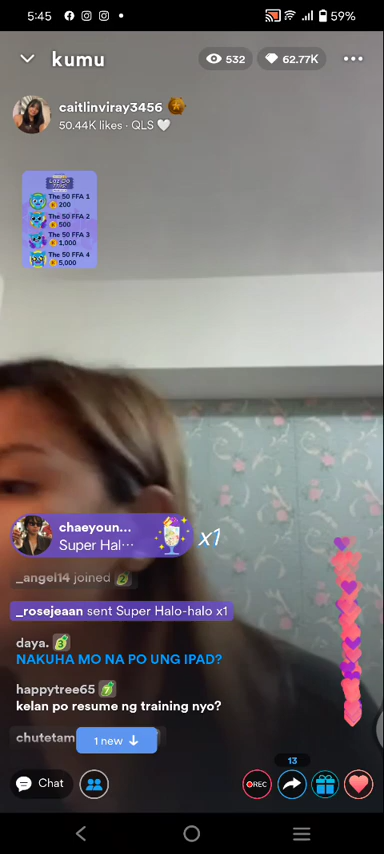 5:45
59%
kumu
532
62.77K
caitlinviray3456
50.44K likes · QLS 🤍
The 50 FFA 1
200
The 50 FFA 2
500
The 50 FFA 3
1,000
The 50 FFA 4
5,000
chaeyoun...
Super Hal···
x1
_angel14 joined 2
_rosejeaan sent Super Halo-halo x1
daya. 3
NAKUHA MO NA PO UNG IPAD?
happytree65 7
kelan po resume ng training nyo?
chutetam
1 new ↓
13
Chat
REC